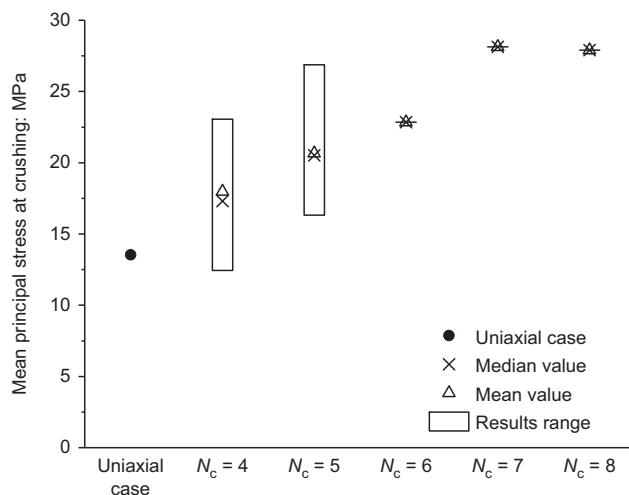 Mean principal stress at crushing: MPa
30
25
20
15
10
5
0
Uniaxial case
Median value
Mean value
Results range
Uniaxial
case
Nc = 4
Nc = 5
Nc = 6
Nc = 7
Nc = 8